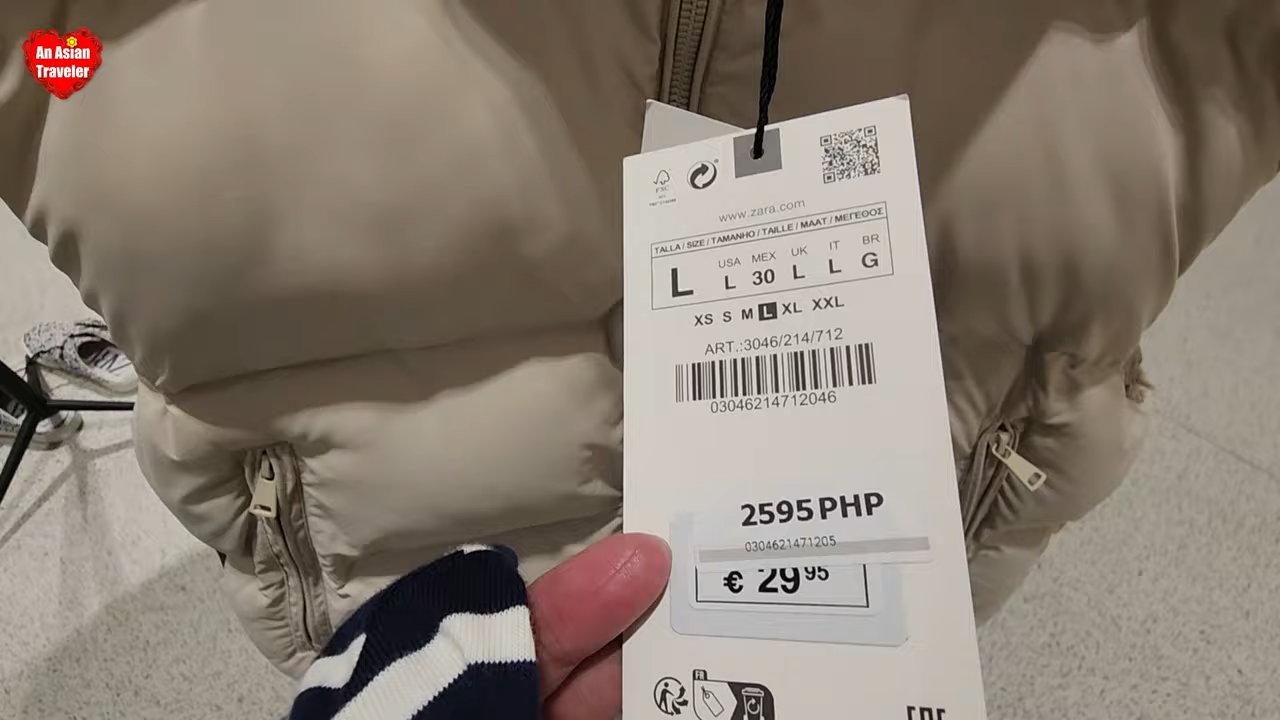 An Asian
Traveler
FSC
www.zara.com
TALLA / SIZE / TAMANHO / TAILLE / MAAT / ΜΕΓΕΘΟΣ
L
USA MEX UK IT BR
L 30 L L G
XS S M L XL XXL
ART.:3046/214/712
03046214712046
2595 PHP
0304621471205
€ 29 95
FR